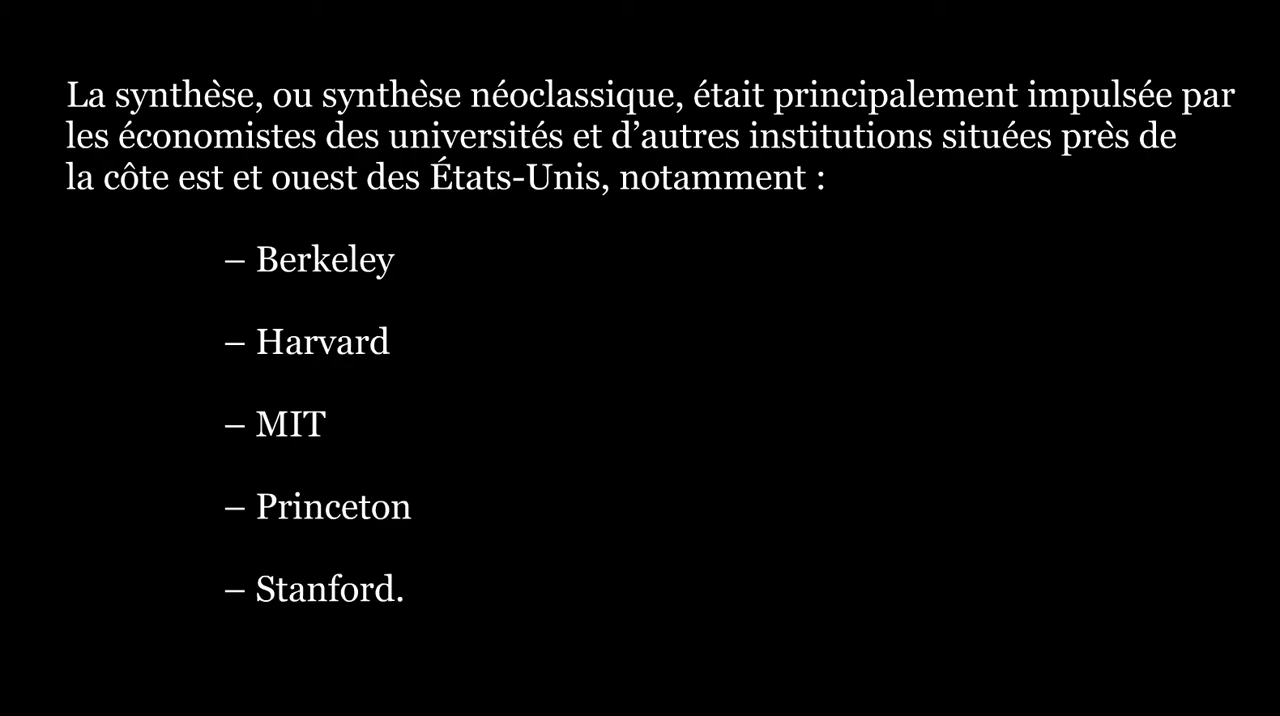 La synthèse, ou synthèse néoclassique, était principalement impulsée par
les économistes des universités et d’autres institutions situées près de
la côte est et ouest des États-Unis, notamment :
– Berkeley
– Harvard
– MIT
– Princeton
– Stanford.